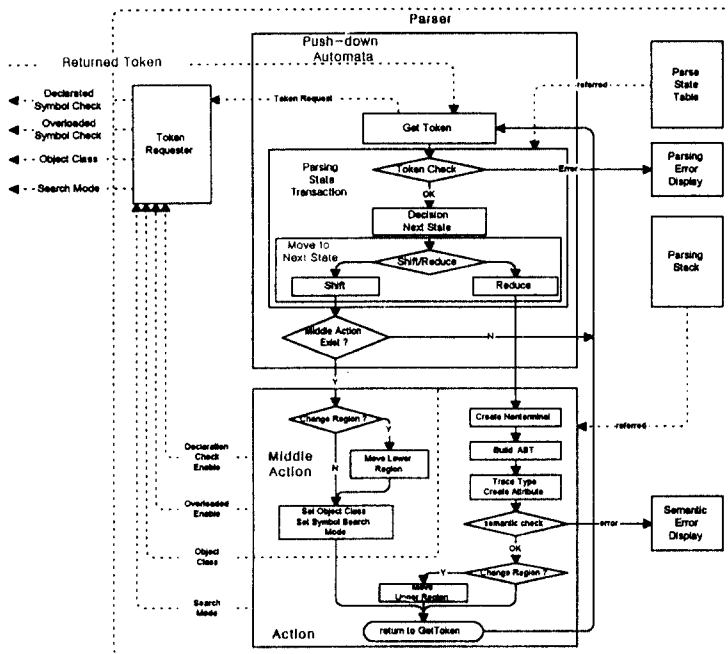 Parser
Push-down
Automata
Returned Token
Declarated
Symbol Check
Overloaded
Symbol Check
Object Class
Search Mode
Token
Requester
Token Request
referred
Parse
State
Table
Get Token
Parsing
State
Transaction
Token Check
Error
Parsing
Error
Display
OK
Decision
Next State
Move to
Next State
Shift/Reduce
Shift
Reduce
Parsing
Stack
Middle Action
Exist ?
N
Y
Change Region ?
Y
N
Move Lower
Region
Middle
Action
Set Object Class
Set Symbol Search
Mode
Create Nonterminal
Build ABT
Trace Type
Create Attribute
semantic check
error
Semantic
Error
Display
OK
Change Region ?
Y
Move
Upper Region
return to GetToken
Action
referred
Declaration
Check
Enable
Overloaded
Enable
Object
Class
Search
Mode